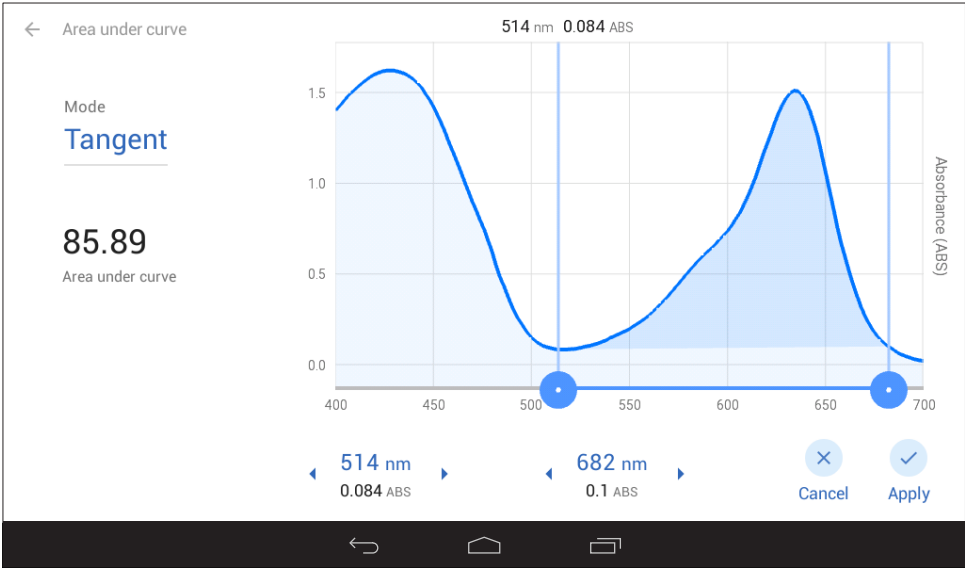 Area under curve
514 nm 0.084 ABS
Mode
Tangent
85.89
Area under curve
1.5
1.0
0.5
0.0
Absorbance (ABS)
400 450 500 550 600 650 700
514 nm
0.084 ABS
682 nm
0.1 ABS
Cancel
Apply